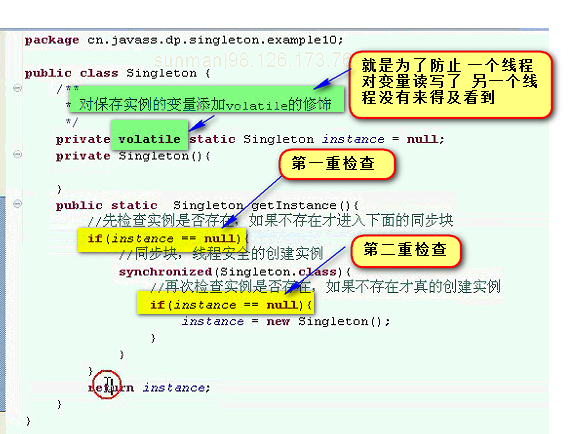 package cn.javass.dp.singleton.example10;
sunman|98.126.173.
就是为了防止 一个线程
对变量读写了 另一个线
程没有来得及看到
public class Singleton {
/**
* 对保存实例的变量添加volatile的修饰
*/
private volatile static Singleton instance = null;
private Singleton(){
第一重检查
}
public static Singleton getInstance(){
//先检查实例是否存在，如果不存在才进入下面的同步块
if(instance == null){
第二重检查
//同步块，线程安全的创建实例
synchronized(Singleton.class){
//再次检查实例是否存在，如果不存在才真的创建实例
if(instance == null){
instance = new Singleton();
}
}
}
return instance;
}
}